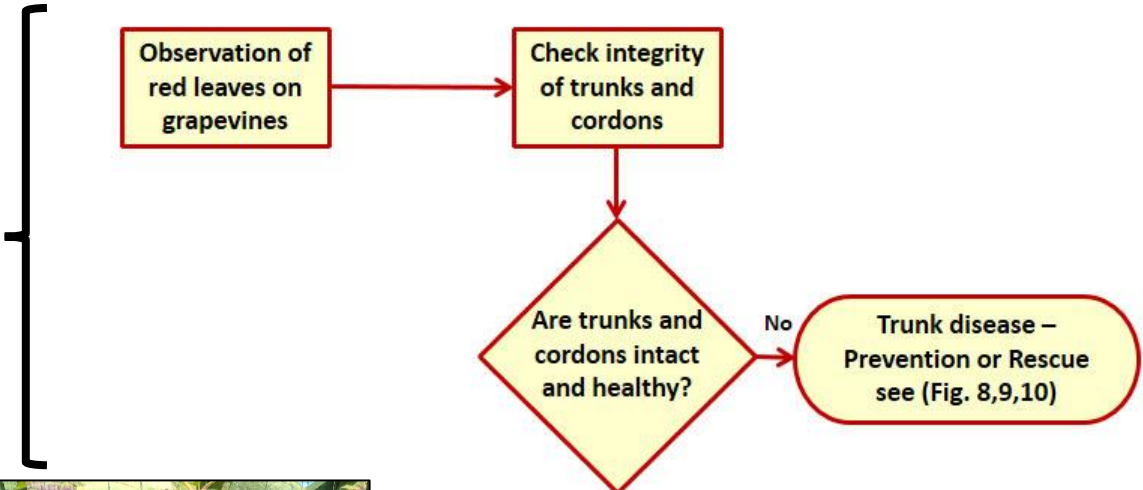 Observation of
red leaves on
grapevines
Check integrity
of trunks and
cordons
Are trunks and
cordons intact
and healthy?
No
Trunk disease –
Prevention or Rescue
see (Fig. 8,9,10)